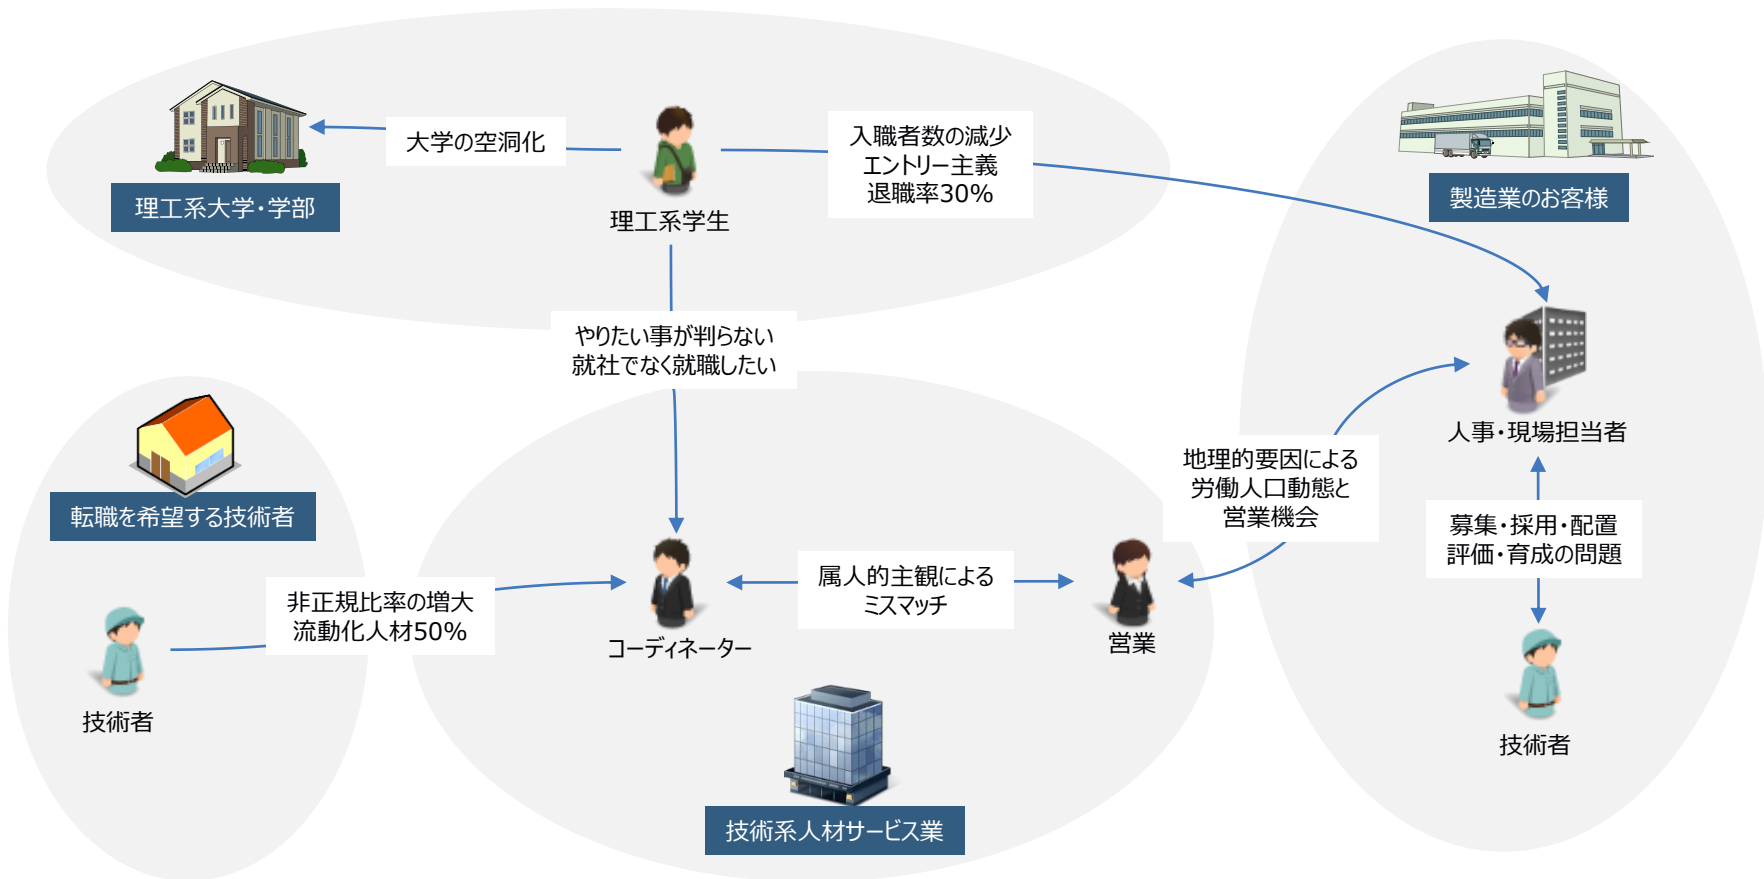 大学の空洞化
入職者数の減少
エントリー主義
退職率30%
理工系大学・学部
理工系学生
製造業のお客様
やりたい事が判らない
就社でなく就職したい
人事・現場担当者
転職を希望する技術者
地理的要因による
労働人口動態と
営業機会
募集・採用・配置
評価・育成の問題
非正規比率の増大
流動化人材50%
属人的主観による
ミスマッチ
コーディネーター
営業
技術者
技術者
技術系人材サービス業